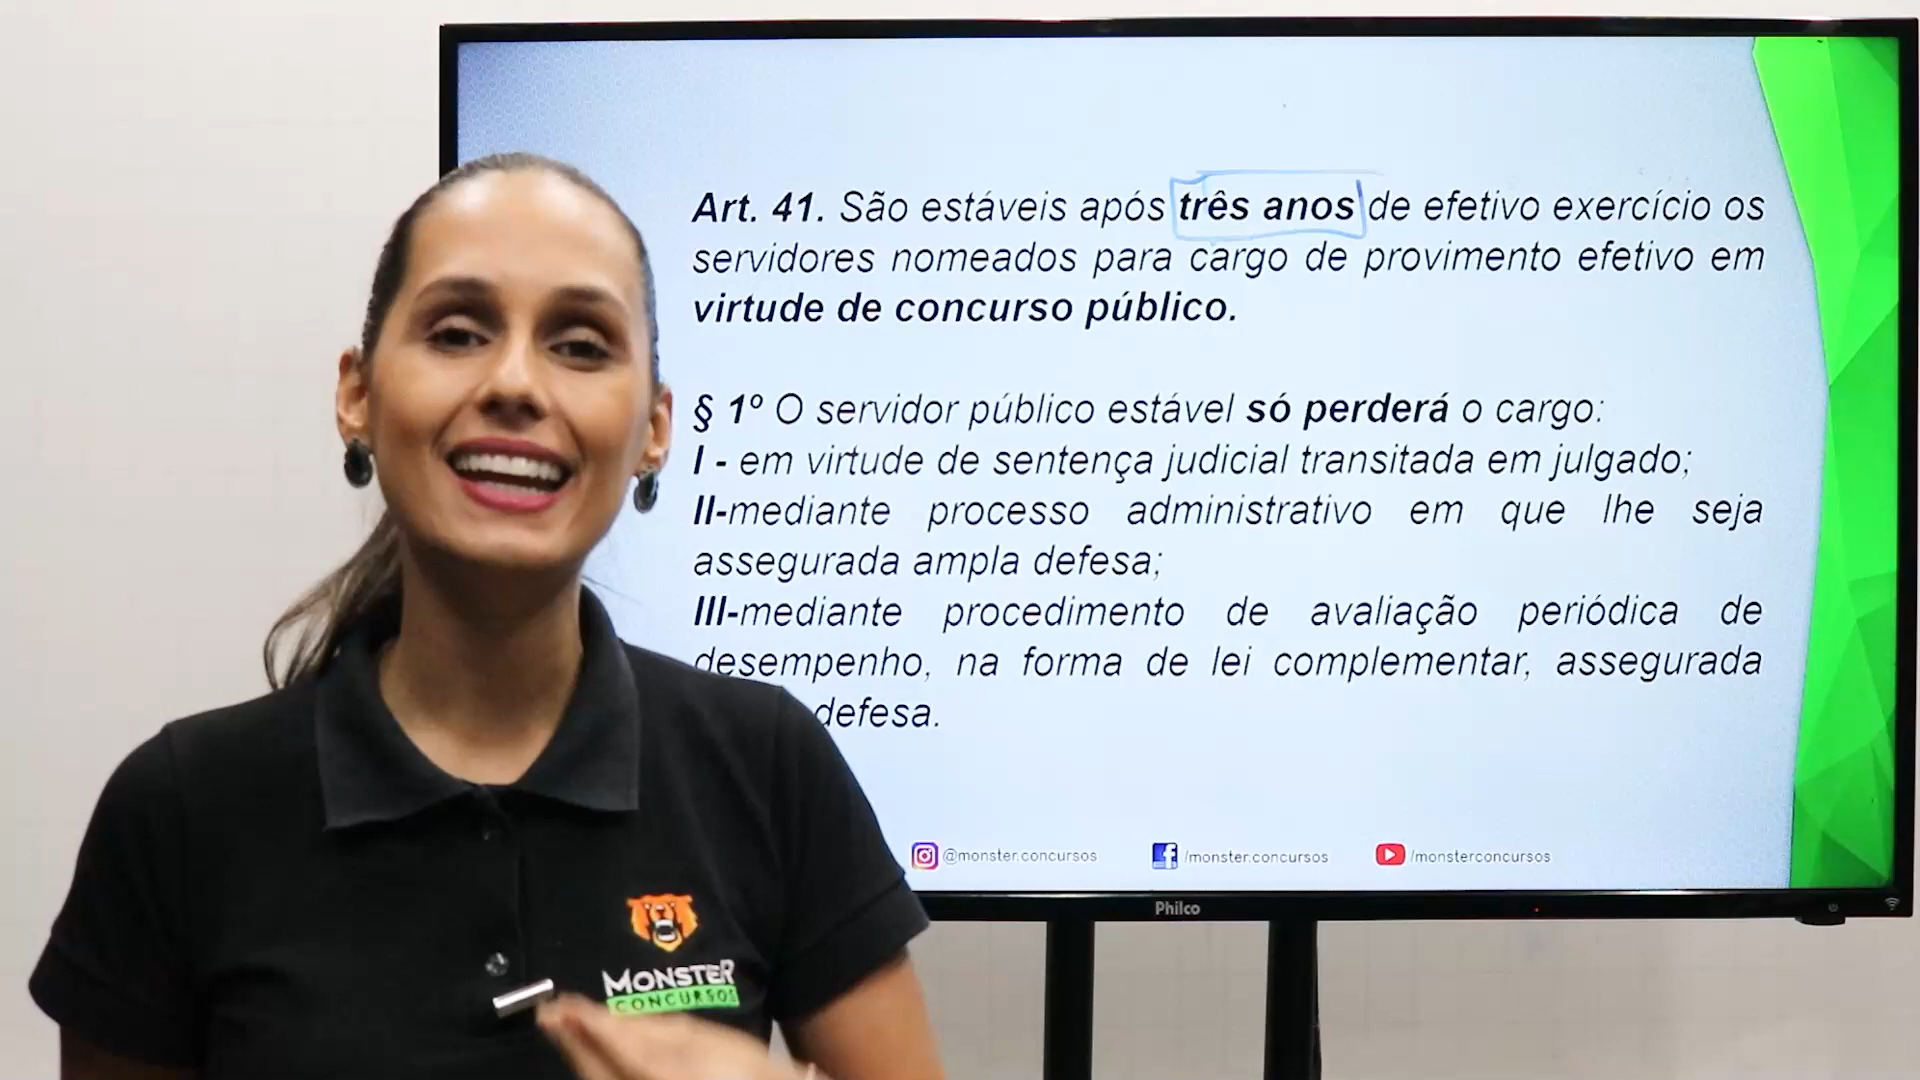 Art. 41. São estáveis após três anos de efetivo exercício os
servidores nomeados para cargo de provimento efetivo em
virtude de concurso público.
§ 1º O servidor público estável só perderá o cargo:
I - em virtude de sentença judicial transitada em julgado;
II-mediante processo administrativo em que lhe seja
assegurada ampla defesa;
III-mediante procedimento de avaliação periódica de
desempenho, na forma de lei complementar, assegurada
defesa.
@monster.concursos /monster.concursos /monsterconcursos
Philco
MONSTER
CONCURSOS